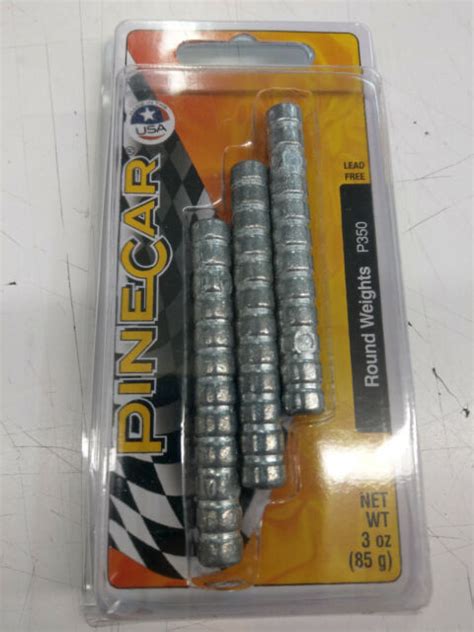 USA
PINECAR®
LEAD
FREE
Round Weights P350
NET
WT
3 oz
(85 g)